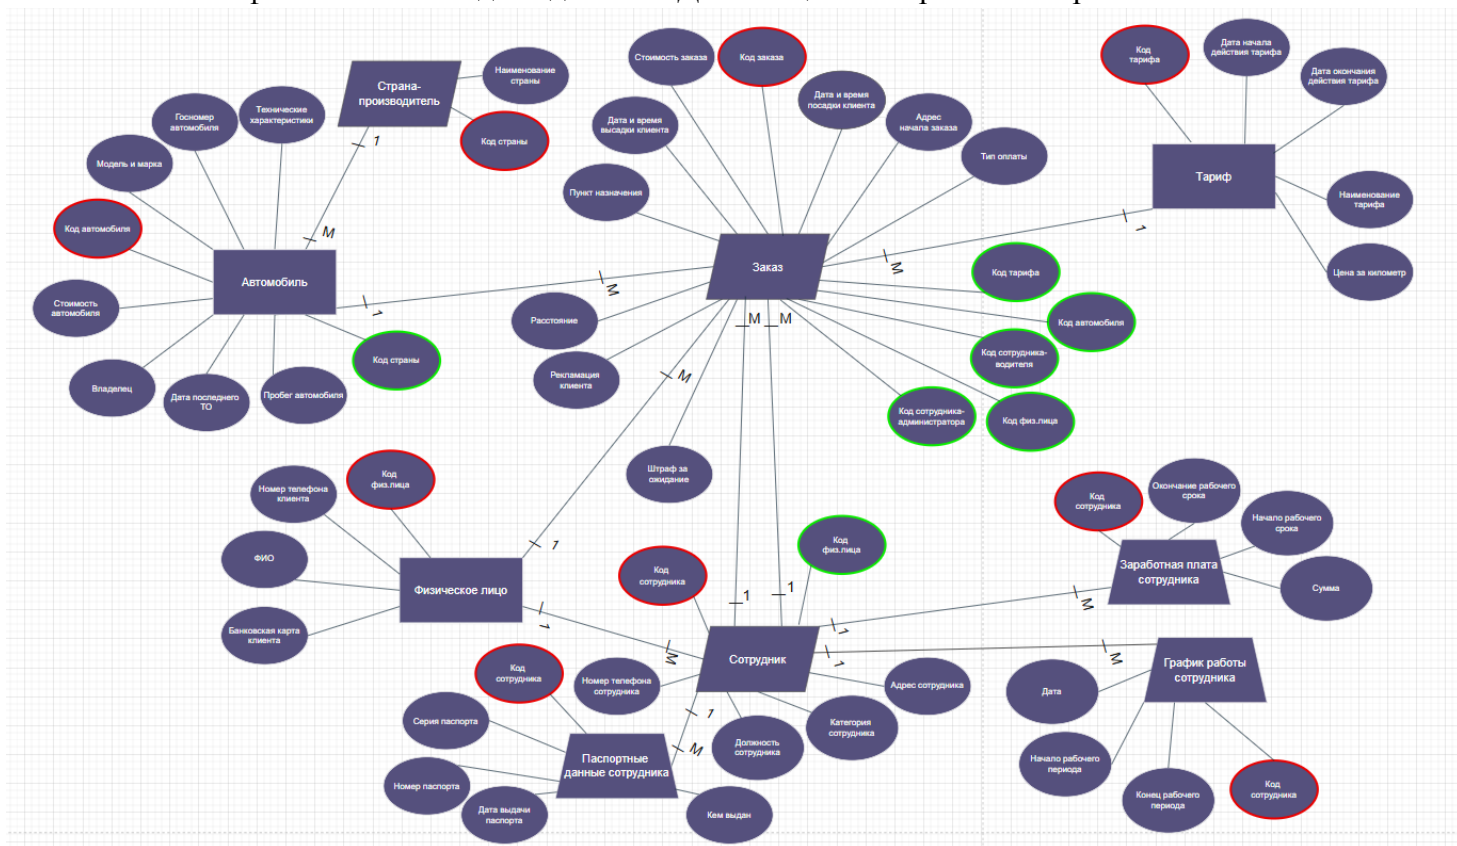 Страна-
производитель
Наименование
страны
Код страны
1
М
Технические
характеристики
Госномер
автомобиля
Модель и марка
Код автомобиля
Автомобиль
Стоимость
автомобиля
Владелец
Дата последнего
ТО
Пробег автомобиля
Код страны
1
М
Стоимость заказа
Код заказа
Дата и время
посадки клиента
Дата и время
высадки клиента
Адрес
начала заказа
Тип оплаты
Пункт назначения
Заказ
Расстояние
Рекламация
клиента
Штраф за
ожидание
Код тарифа
Код автомобиля
Код сотрудника-
водителя
Код сотрудника-
администратора
Код физ.лица
М
1
Код
тарифа
Дата начала
действия тарифа
Дата окончания
действия тарифа
Тариф
Наименование
тарифа
Цена за километр
М
М
М
1
1
1
Код
физ.лица
Номер телефона
клиента
ФИО
Банковская карта
клиента
Физическое лицо
1
М
Код
сотрудника
Код
физ.лица
Сотрудник
Номер телефона
сотрудника
Должность
сотрудника
Категория
сотрудника
Адрес сотрудника
1
М
1
М
1
М
Код
сотрудника
Окончание рабочего
срока
Начало рабочего
срока
Заработная плата
сотрудника
Сумма
График работы
сотрудника
Дата
Начало рабочего
периода
Конец рабочего
периода
Код
сотрудника
Код
сотрудника
Серия паспорта
Номер паспорта
Дата выдачи
паспорта
Кем выдан
Паспортные
данные сотрудника